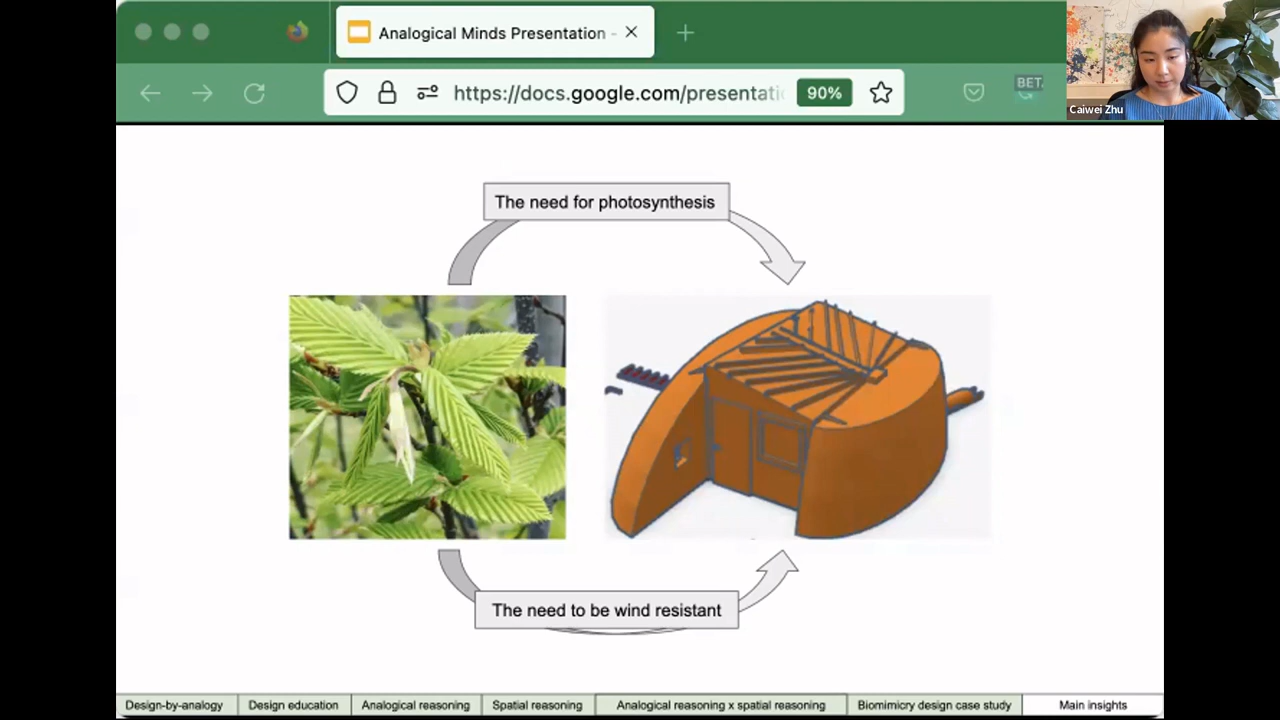 Analogical Minds Presentation -
https://docs.google.com/presentati
90%
BET
Caiwei Zhu
The need for photosynthesis
The need to be wind resistant
Design-by-analogy
Design education
Analogical reasoning
Spatial reasoning
Analogical reasoning x spatial reasoning
Biomimicry design case study
Main insights